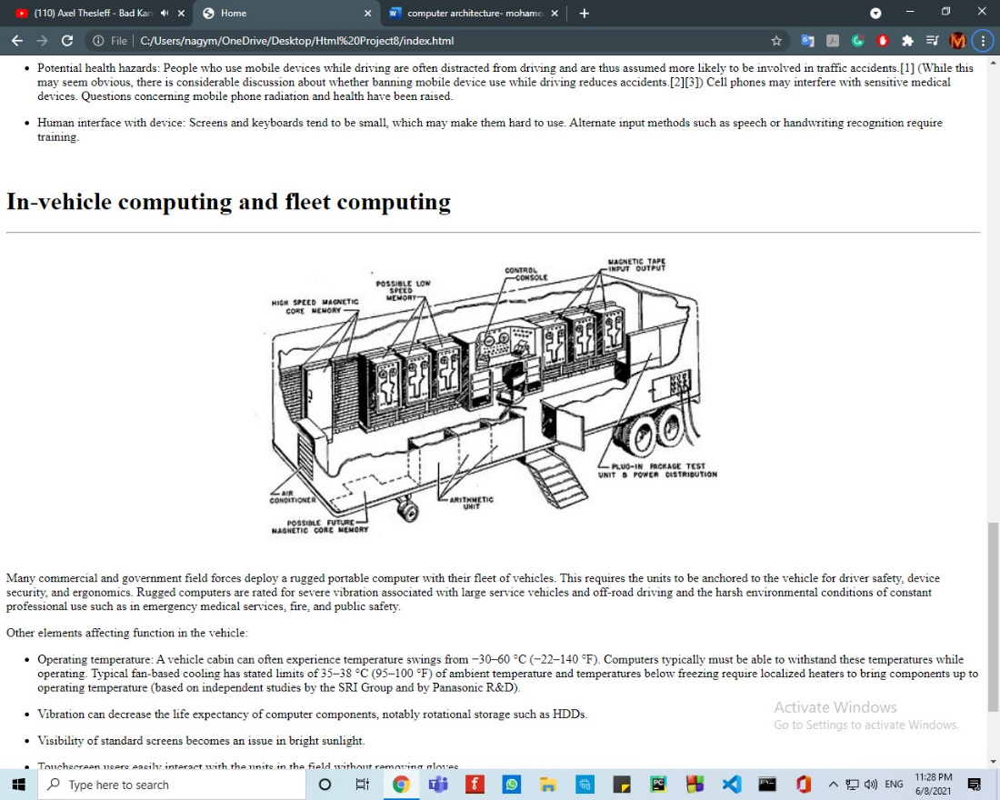 (110) Axel Thesleff - Bad Karm
Home
computer architecture- mohame
File
C:/Users/nagym/OneDrive/Desktop/Html%20Project8/index.html
• Potential health hazards: People who use mobile devices while driving are often distracted from driving and are thus assumed more likely to be involved in traffic accidents.[1] (While this
may seem obvious, there is considerable discussion about whether banning mobile device use while driving reduces accidents.[2][3]) Cell phones may interfere with sensitive medical
devices. Questions concerning mobile phone radiation and health have been raised.
• Human interface with device: Screens and keyboards tend to be small, which may make them hard to use. Alternate input methods such as speech or handwriting recognition require
training.
In-vehicle computing and fleet computing
MAGNETIC TAPE
INPUT OUTPUT
CONTROL
CONSOLE
POSSIBLE LOW
SPEED
MEMORY
HIGH SPEED MAGNETIC
CORE MEMORY
PLUG-IN PACKAGE TEST
UNIT & POWER DISTRIBUTION
AIR
CONDITIONER
ARITHMETIC
UNIT
POSSIBLE FUTURE
MAGNETIC CORE MEMORY
Many commercial and government field forces deploy a rugged portable computer with their fleet of vehicles. This requires the units to be anchored to the vehicle for driver safety, device
security, and ergonomics. Rugged computers are rated for severe vibration associated with large service vehicles and off-road driving and the harsh environmental conditions of constant
professional use such as in emergency medical services, fire, and public safety.
Other elements affecting function in the vehicle:
• Operating temperature: A vehicle cabin can often experience temperature swings from −30–60 °C (−22–140 °F). Computers typically must be able to withstand these temperatures while
operating. Typical fan-based cooling has stated limits of 35–38 °C (95–100 °F) of ambient temperature and temperatures below freezing require localized heaters to bring components up to
operating temperature (based on independent studies by the SRI Group and by Panasonic R&D).
• Vibration can decrease the life expectancy of computer components, notably rotational storage such as HDDs.
• Visibility of standard screens becomes an issue in bright sunlight.
• Touchscreen users easily interact with the units in the field without removing gloves
Activate Windows
Go to Settings to activate Windows.
Type here to search
ENG
11:28 PM
6/8/2021